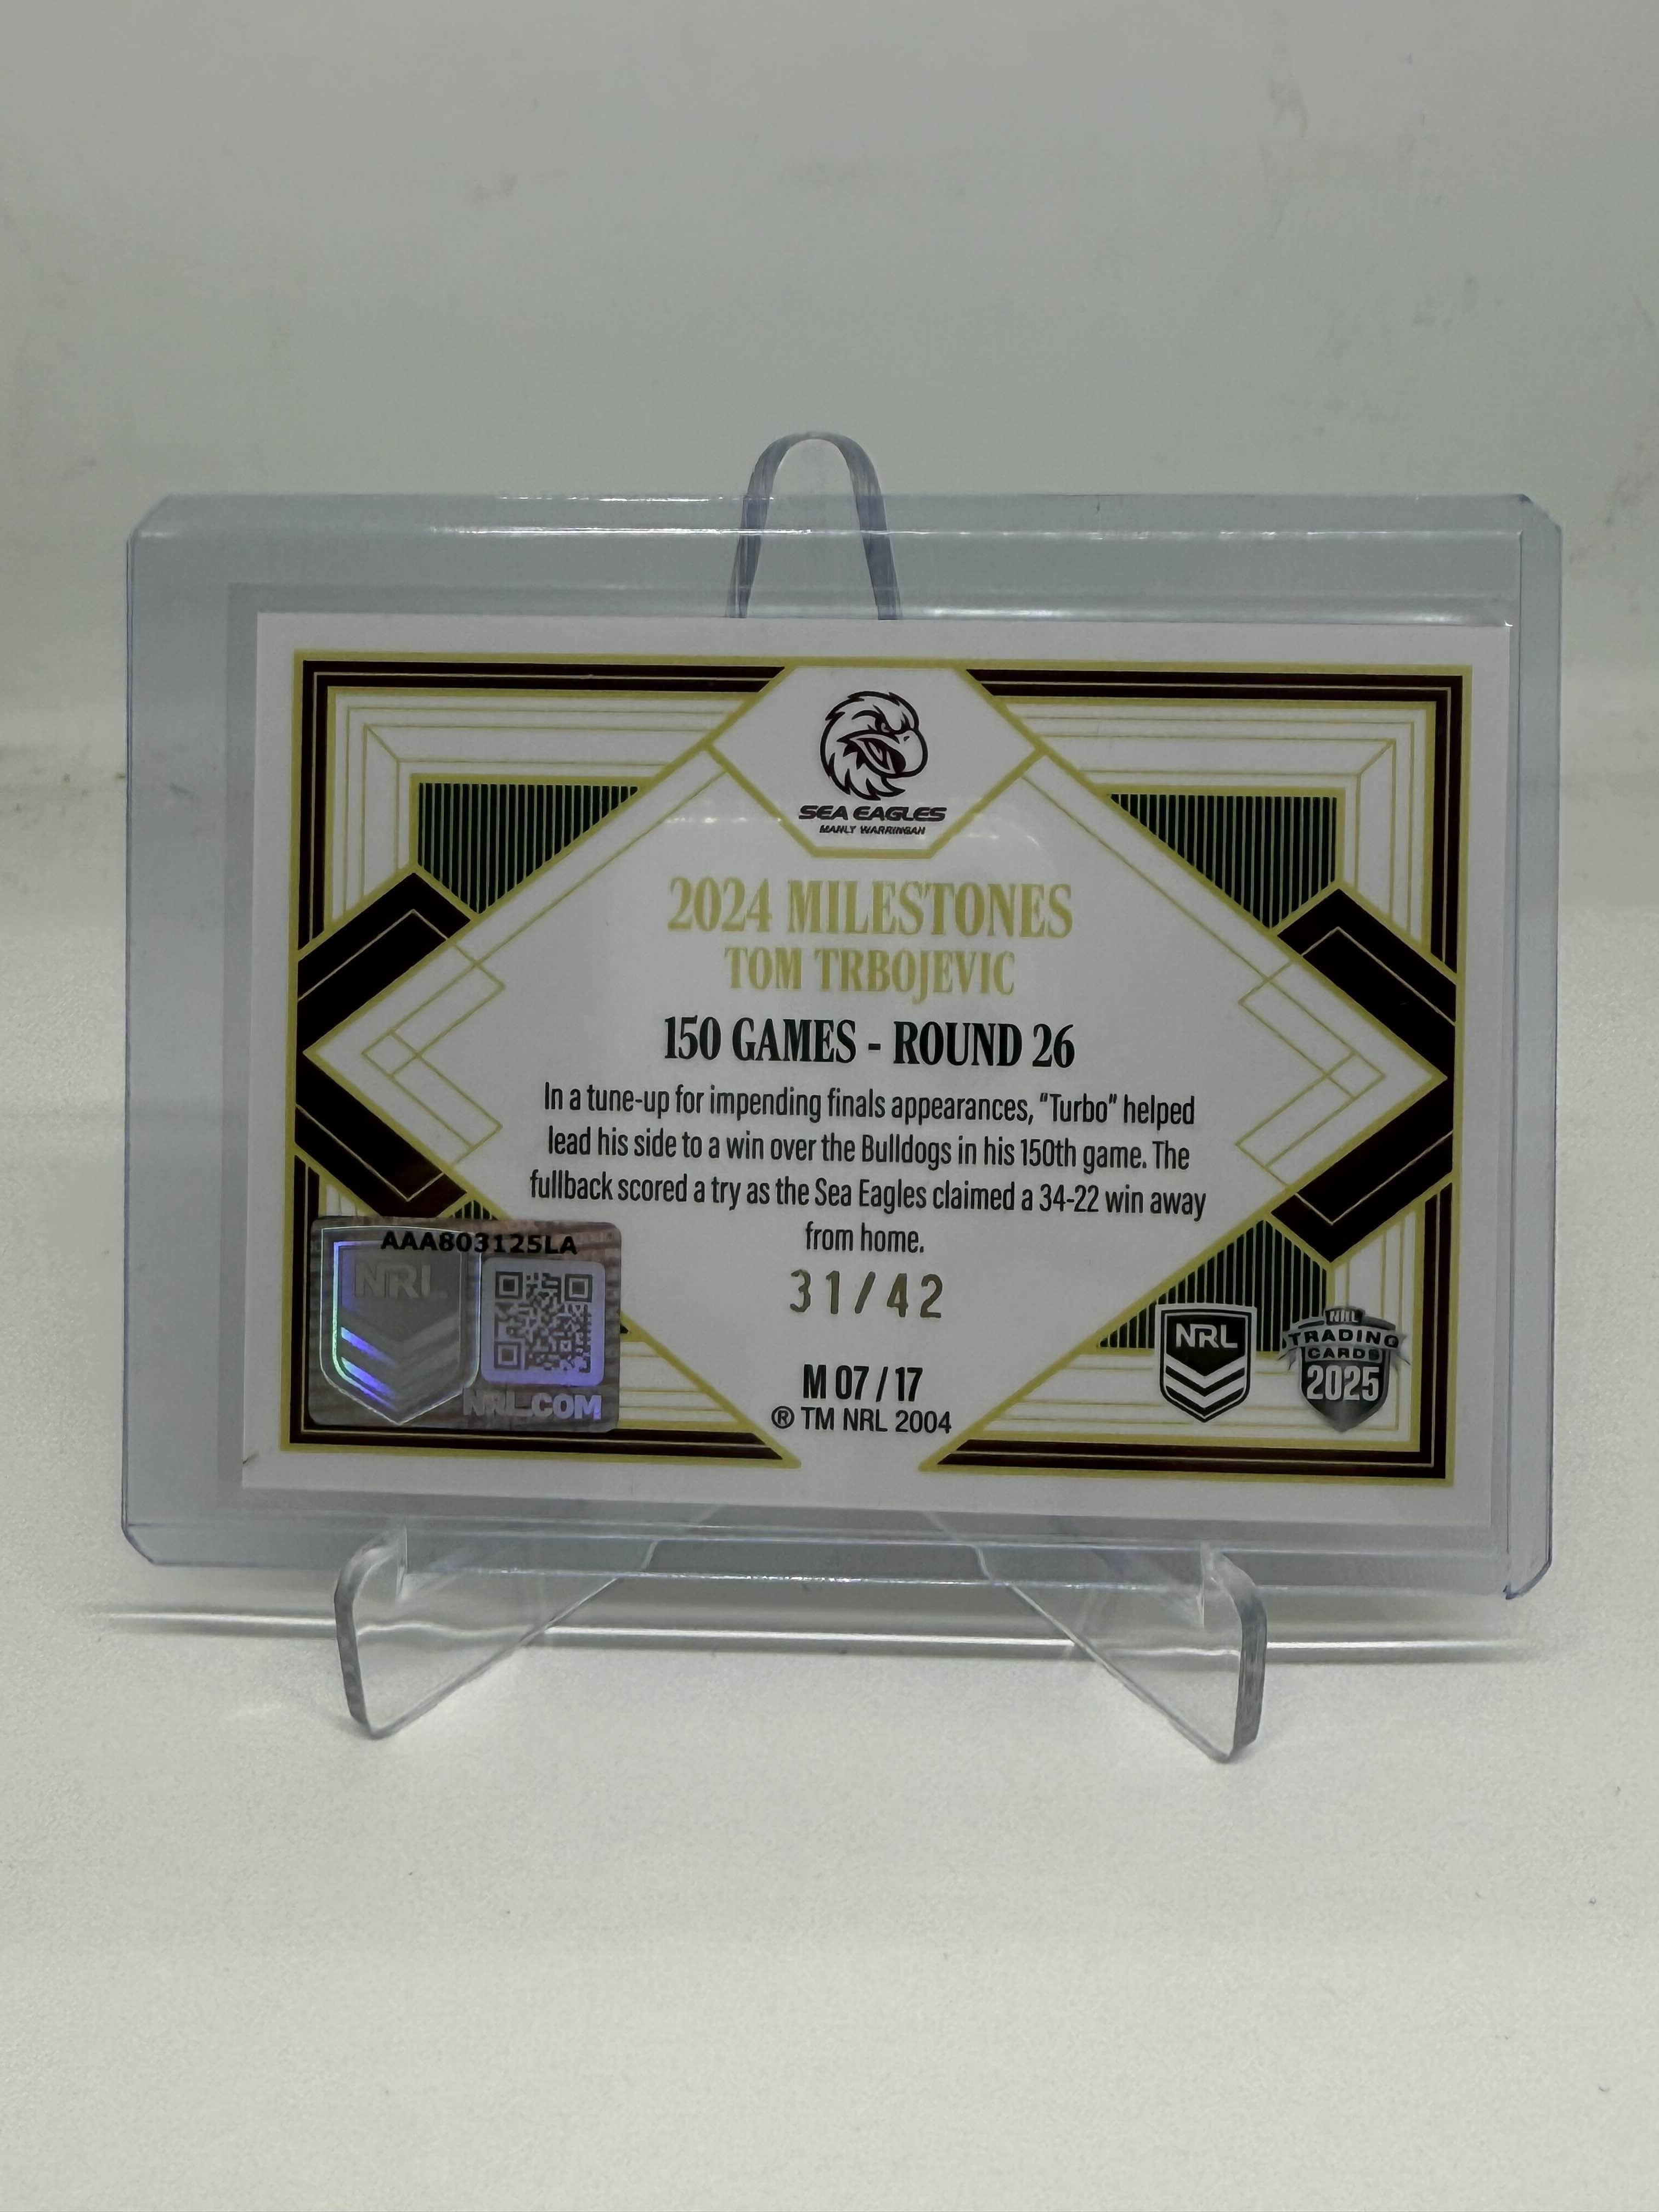 SEA EAGLES
MANLY WARRINGAH
2024 MILESTONES
TOM TRBOJEVIC
150 GAMES - ROUND 26
In a tune-up for impending finals appearances, "Turbo" helped
lead his side to a win over the Bulldogs in his 150th game. The
fullback scored a try as the Sea Eagles claimed a 34-22 win away
from home.
31/42
M 07 / 17
® TM NRL 2004
AAA803125LA
NRL
NRL.COM
NRL
NRL
TRADING
CARDS
2025